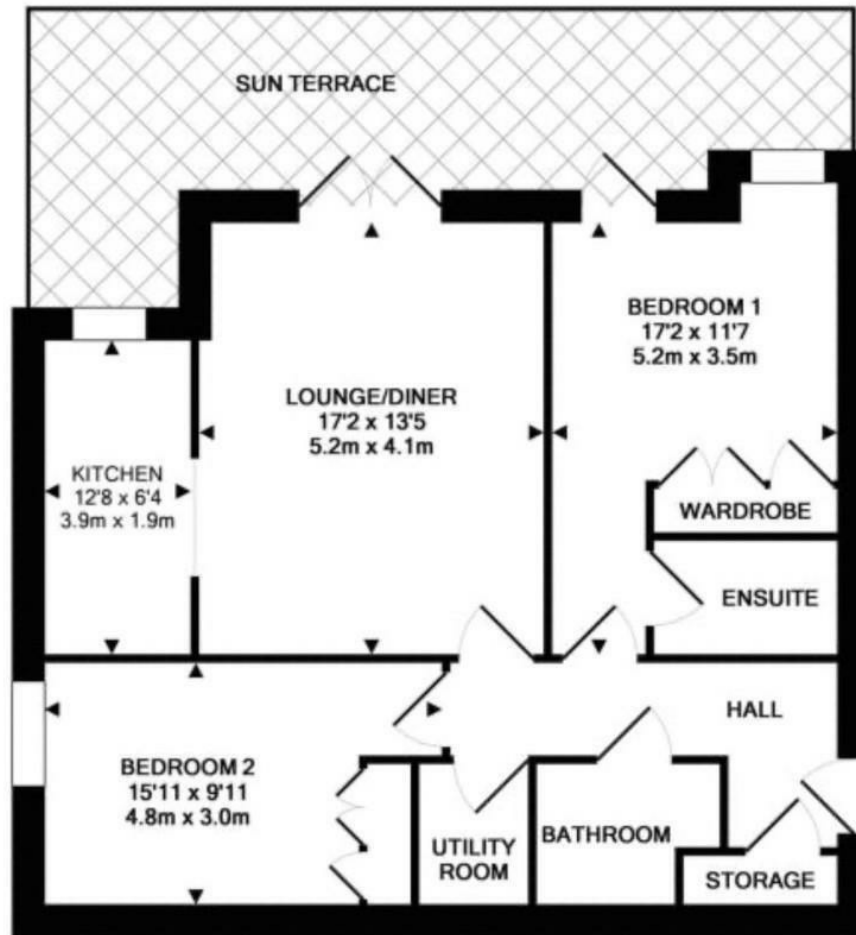 SUN TERRACE
BEDROOM 1
17'2 x 11'7
5.2m x 3.5m
LOUNGE/DINER
17'2 x 13'5
5.2m x 4.1m
KITCHEN
12'8 x 6'4
3.9m x 1.9m
WARDROBE
ENSUITE
HALL
BEDROOM 2
15'11 x 9'11
4.8m x 3.0m
UTILITY
ROOM
BATHROOM
STORAGE